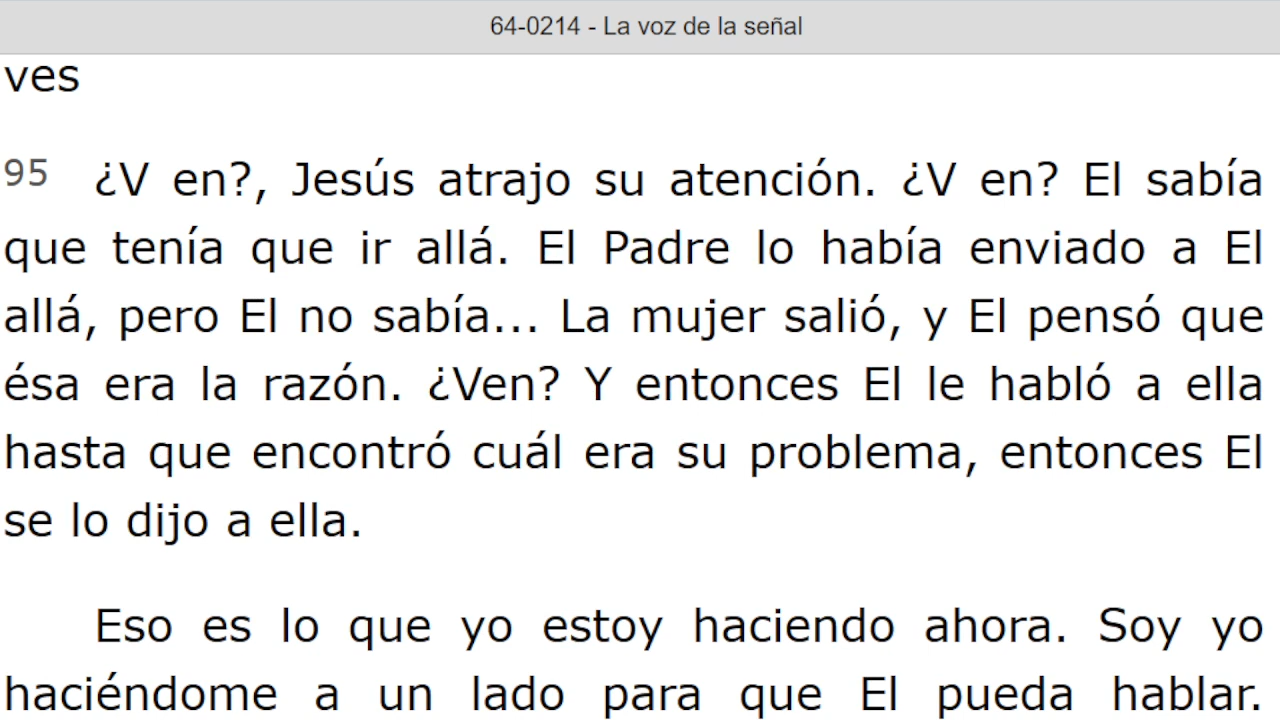 64-0214 - La voz de la señal
ves
95 ¿V en?, Jesús atrajo su atención. ¿V en? El sabía
que tenía que ir allá. El Padre lo había enviado a El
allá, pero El no sabía... La mujer salió, y El pensó que
ésa era la razón. ¿Ven? Y entonces El le habló a ella
hasta que encontró cuál era su problema, entonces El
se lo dijo a ella.
Eso es lo que yo estoy haciendo ahora. Soy yo
haciéndome a un lado para que El pueda hablar.